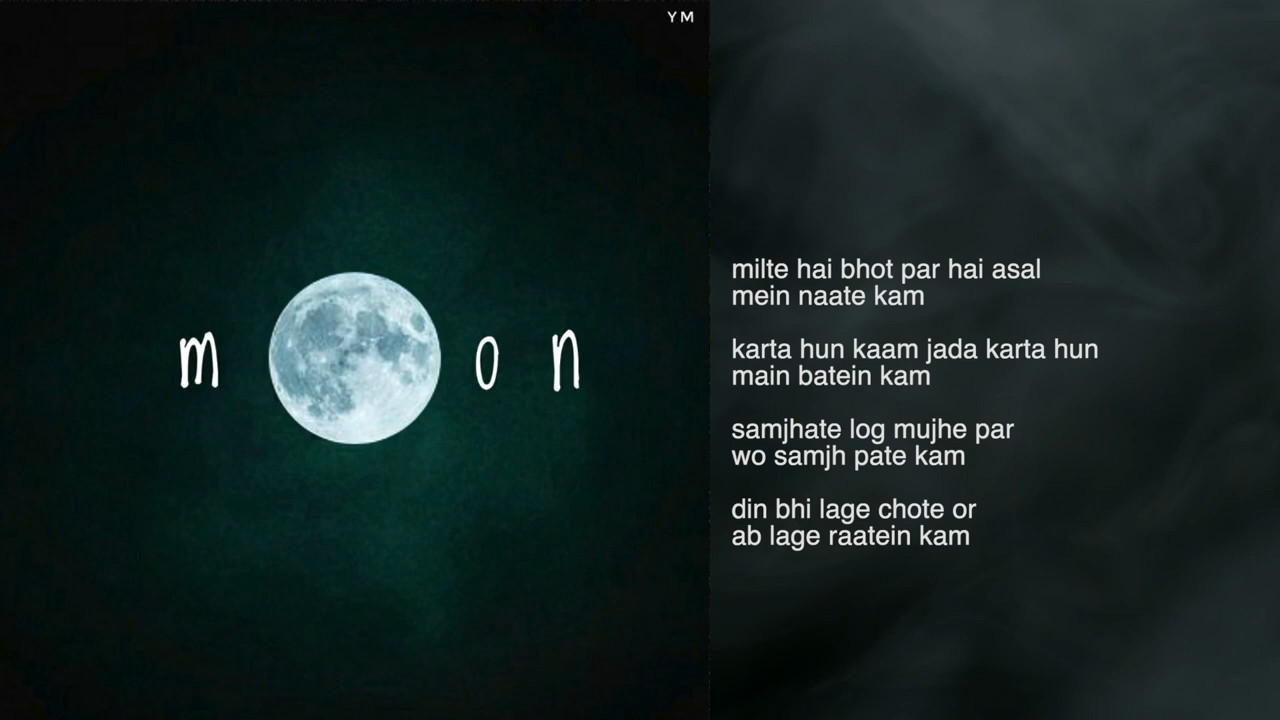 YM
m o n
milte hai bhot par hai asal
mein naate kam
karta hun kaam jada karta hun
main batein kam
samjhate log mujhe par
wo samjh pate kam
din bhi lage chote or
ab lage raatein kam